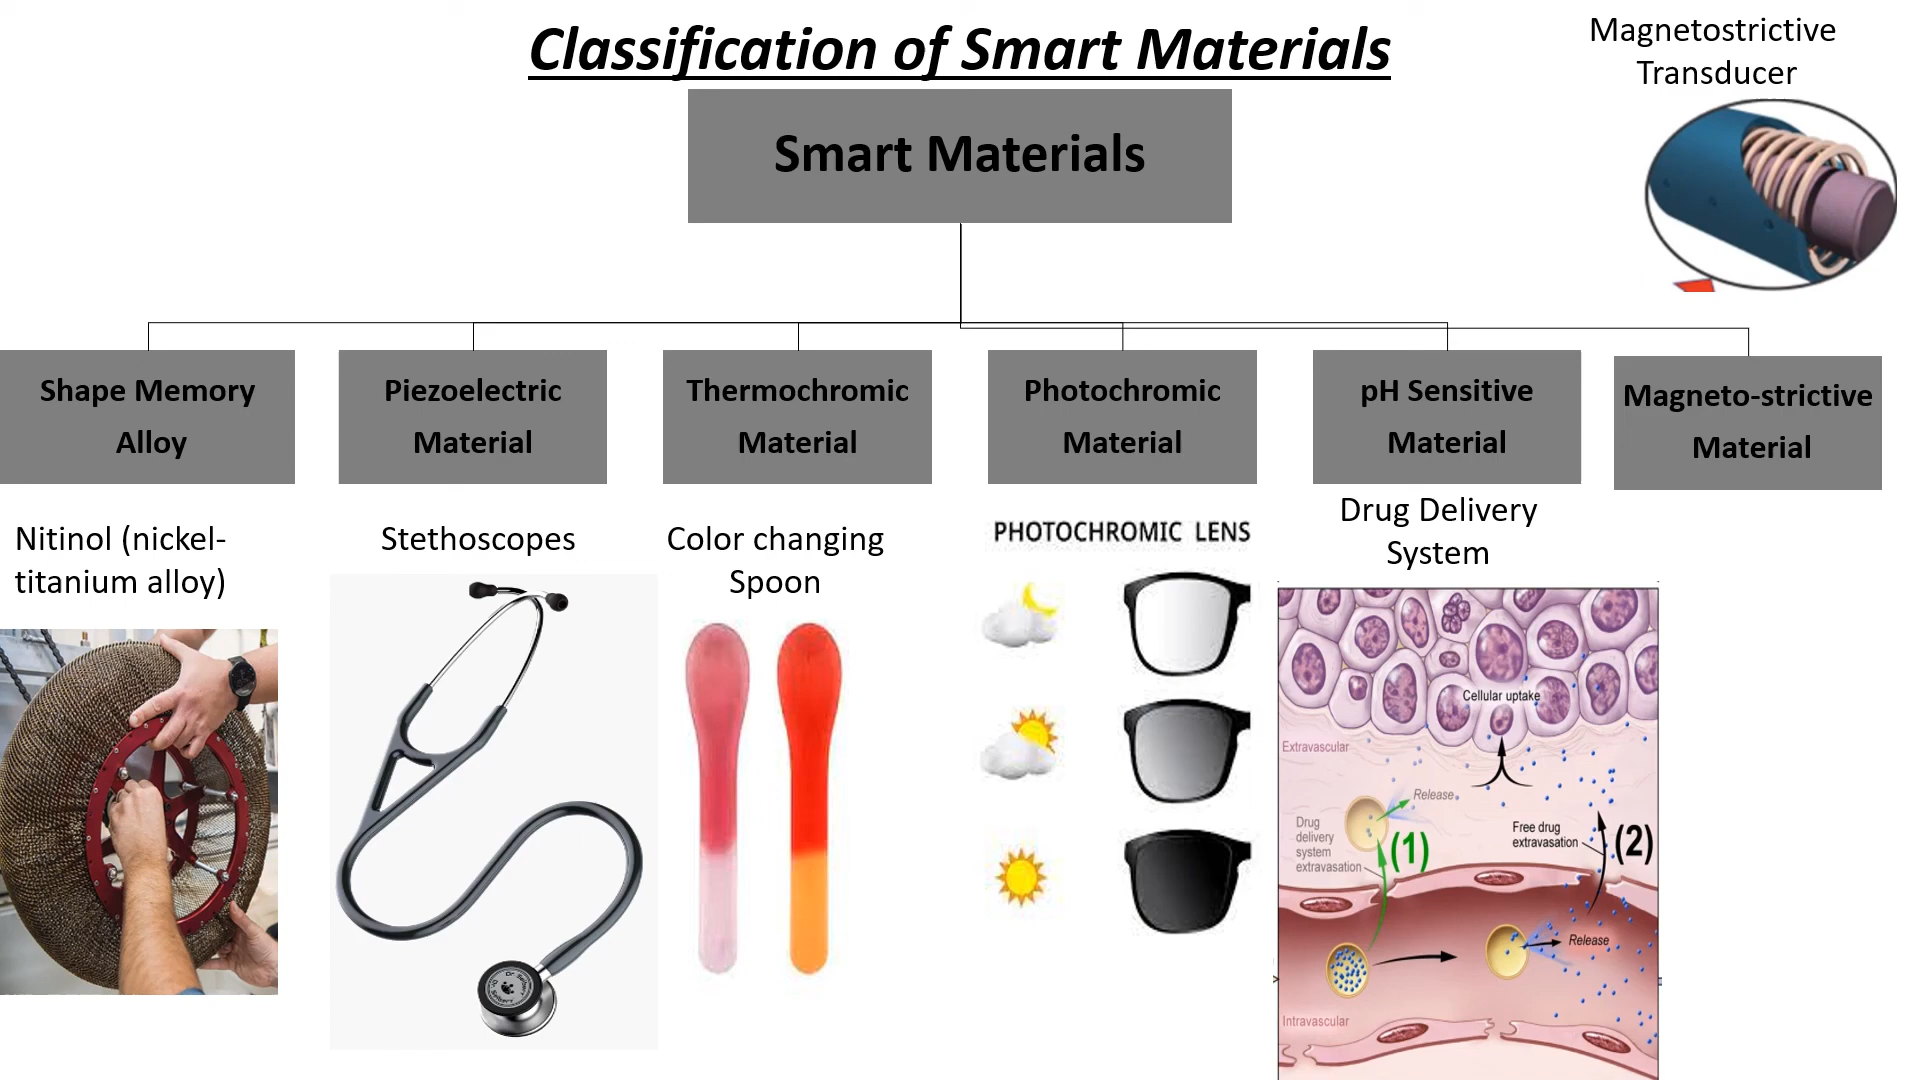 Classification of Smart Materials
Magnetostrictive
Transducer
Smart Materials
Shape Memory
Alloy
Piezoelectric
Material
Thermochromic
Material
Photochromic
Material
pH Sensitive
Material
Magneto-strictive
Material
Nitinol (nickel-
titanium alloy)
Stethoscopes
Color changing
Spoon
PHOTOCHROMIC LENS
Drug Delivery
System
Cellular uptake
Extravascular
Release
Drug
delivery
system
extravasation
(1)
Free drug
extravasation
(2)
Release
Intravascular